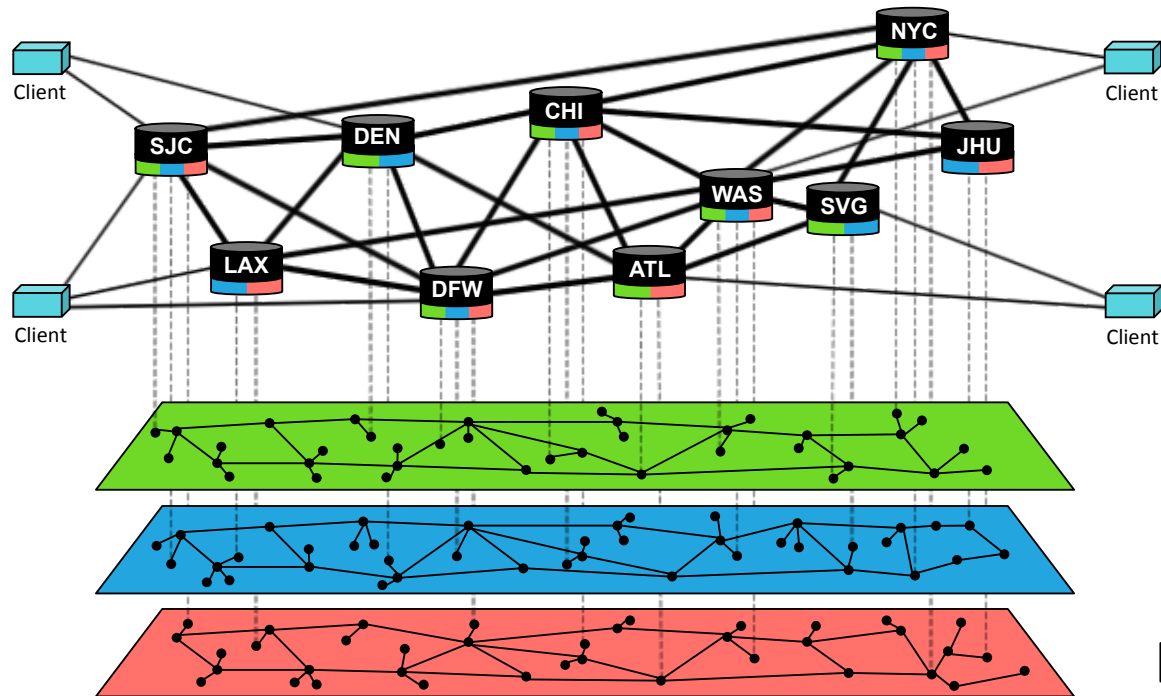 NYC
Client
Client
CHI
DEN
SJC
JHU
WAS
SVG
LAX
ATL
DFW
Client
Client